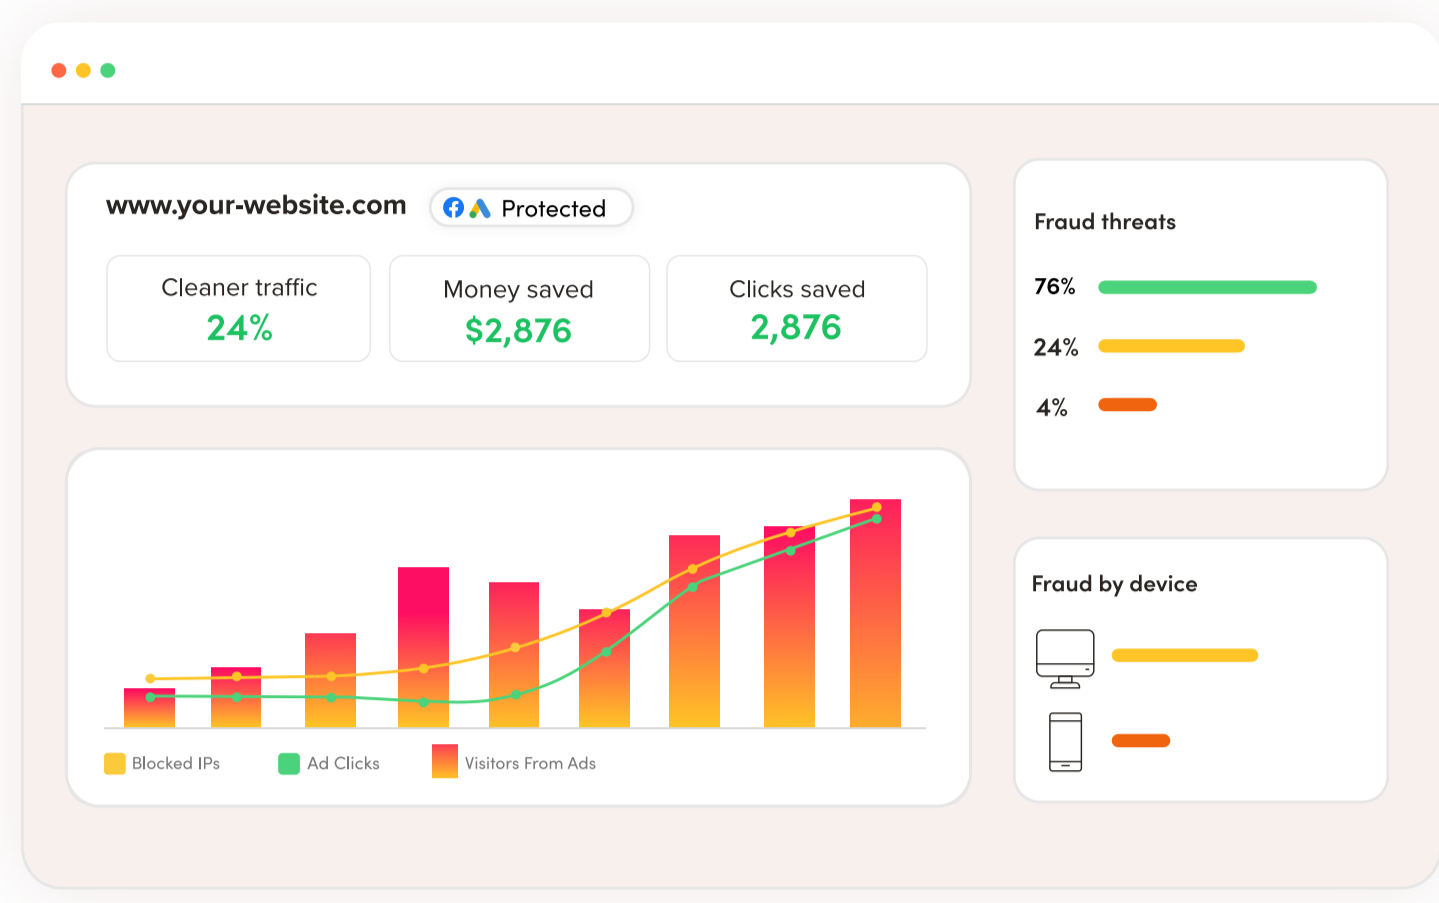 www.your-website.com
Protected
Cleaner traffic
24%
Money saved
$2,876
Clicks saved
2,876
Blocked IPs
Ad Clicks
Visitors From Ads
Fraud threats
76%
24%
4%
Fraud by device